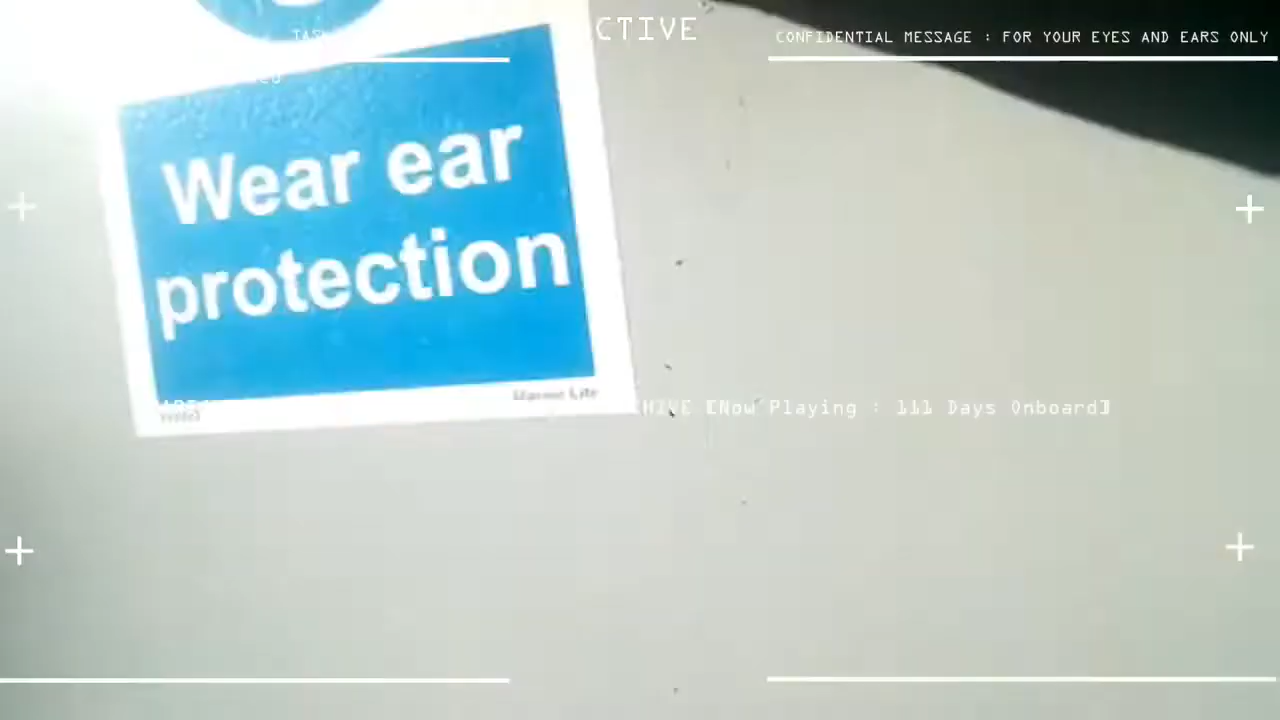 CTIVE
CONFIDENTIAL MESSAGE : FOR YOUR EYES AND EARS ONLY
Wear ear
protection
[Now Playing : 111 Days Onboard]